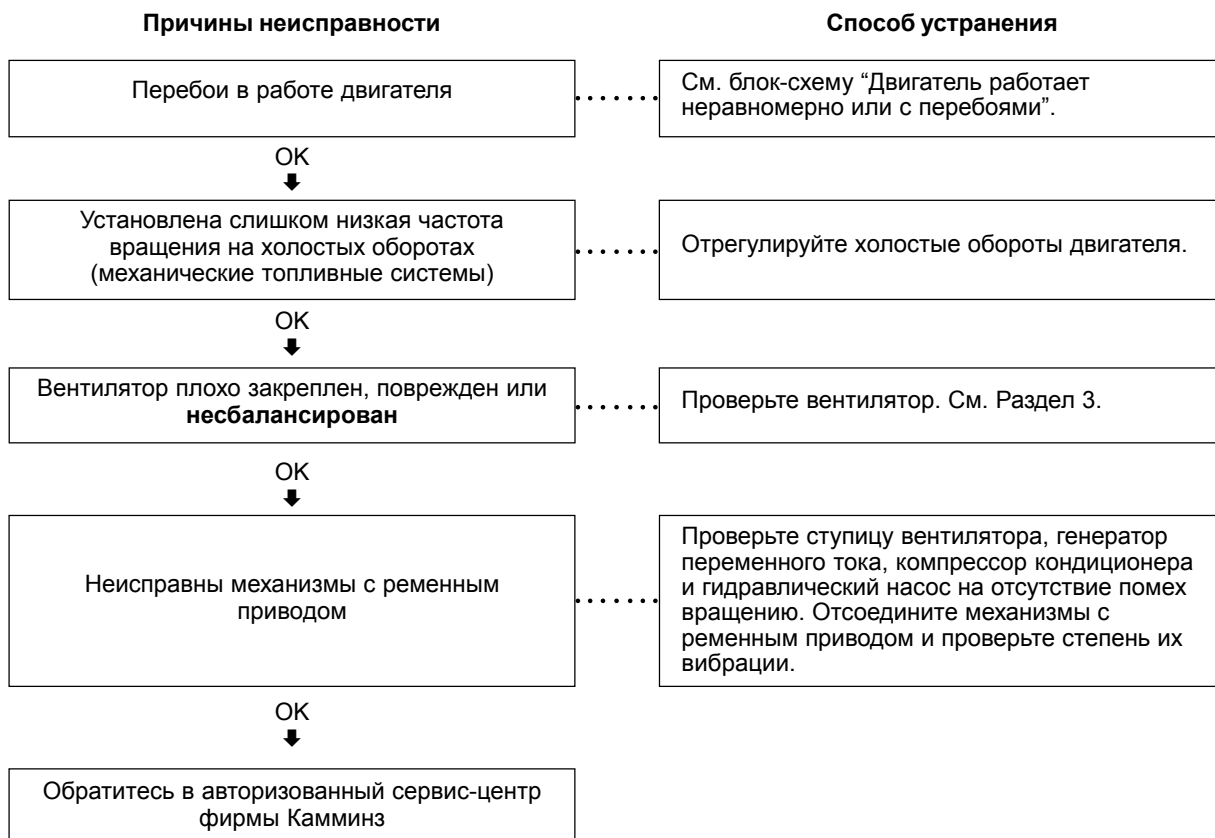 Причины неисправности
Способ устранения
Перебои в работе двигателя
См. блок-схему “Двигатель работает
неравномерно или с перебоями”.
OK
Установлена слишком низкая частота
вращения на холостых оборотах
(механические топливные системы)
Отрегулируйте холостые обороты двигателя.
OK
Вентилятор плохо закреплен, поврежден или
несбалансирован
Проверьте вентилятор. См. Раздел 3.
OK
Неисправны механизмы с ременным
приводом
Проверьте ступицу вентилятора, генератор
переменного тока, компрессор кондиционера
и гидравлический насос на отсутствие помех
вращению. Отсоедините механизмы с
ременным приводом и проверьте степень их
вибрации.
OK
Обратитесь в авторизованный сервис-центр
фирмы Камминз